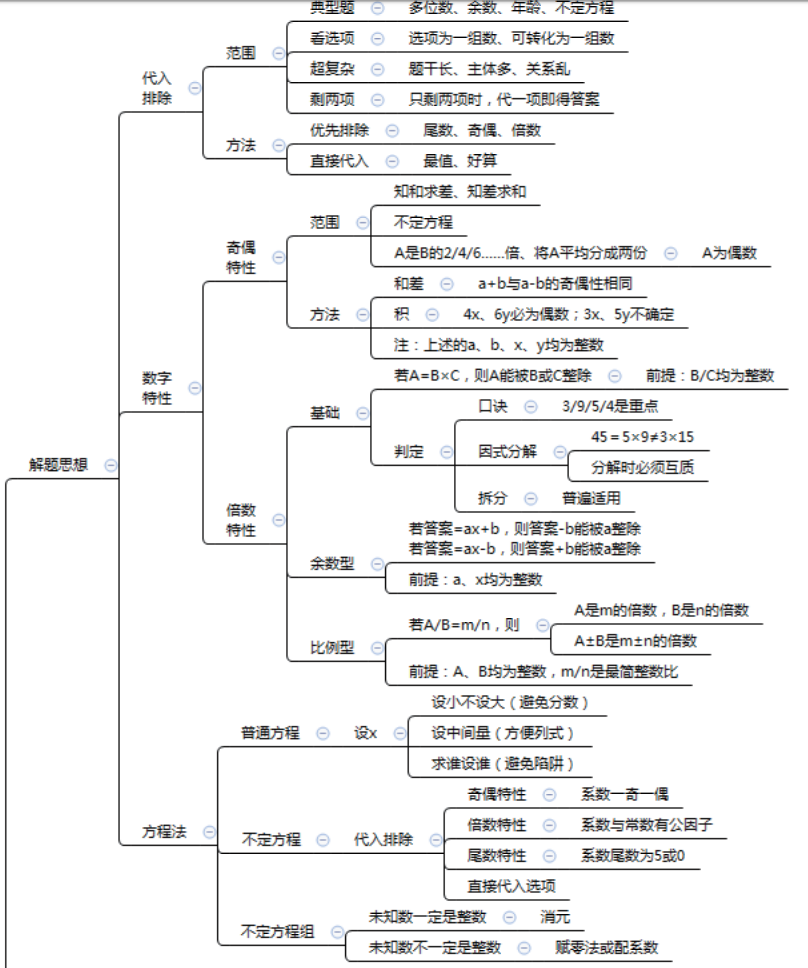 典型题 多位数、余数、年龄、不定方程
看选项 选项为一组数、可转化为一组数
范围
超复杂 题干长、主体多、关系乱
代入
排除
剩两项 只剩两项时，代一项即得答案
优先排除 尾数、奇偶、倍数
方法
直接代入 最值、好算
知和求差、知差求和
范围 不定方程
奇偶
特性
A是B的2/4/6……倍、将A平均分成两份 A为偶数
和差 a+b与a-b的奇偶性相同
方法 积 4x、6y必为偶数；3x、5y不确定
注：上述的a、b、x、y均为整数
数字
特性
若A=B×C，则A能被B或C整除 前提：B/C均为整数
基础
口诀 3/9/5/4是重点
判定 因式分解 45＝5×9≠3×15
分解时必须互质
解题思想
拆分 普遍适用
倍数
特性
若答案=ax+b，则答案-b能被a整除
若答案=ax-b，则答案+b能被a整除
余数型
前提：a、x均为整数
若A/B=m/n，则 A是m的倍数，B是n的倍数
A±B是m±n的倍数
比例型
前提：A、B均为整数，m/n是最简整数比
设小不设大（避免分数）
普通方程 设x 设中间量（方便列式）
求谁设谁（避免陷阱）
奇偶特性 系数一奇一偶
倍数特性 系数与常数有公因子
方程法
不定方程 代入排除
尾数特性 系数尾数为5或0
直接代入选项
未知数一定是整数 消元
不定方程组
未知数不一定是整数 赋零法或配系数